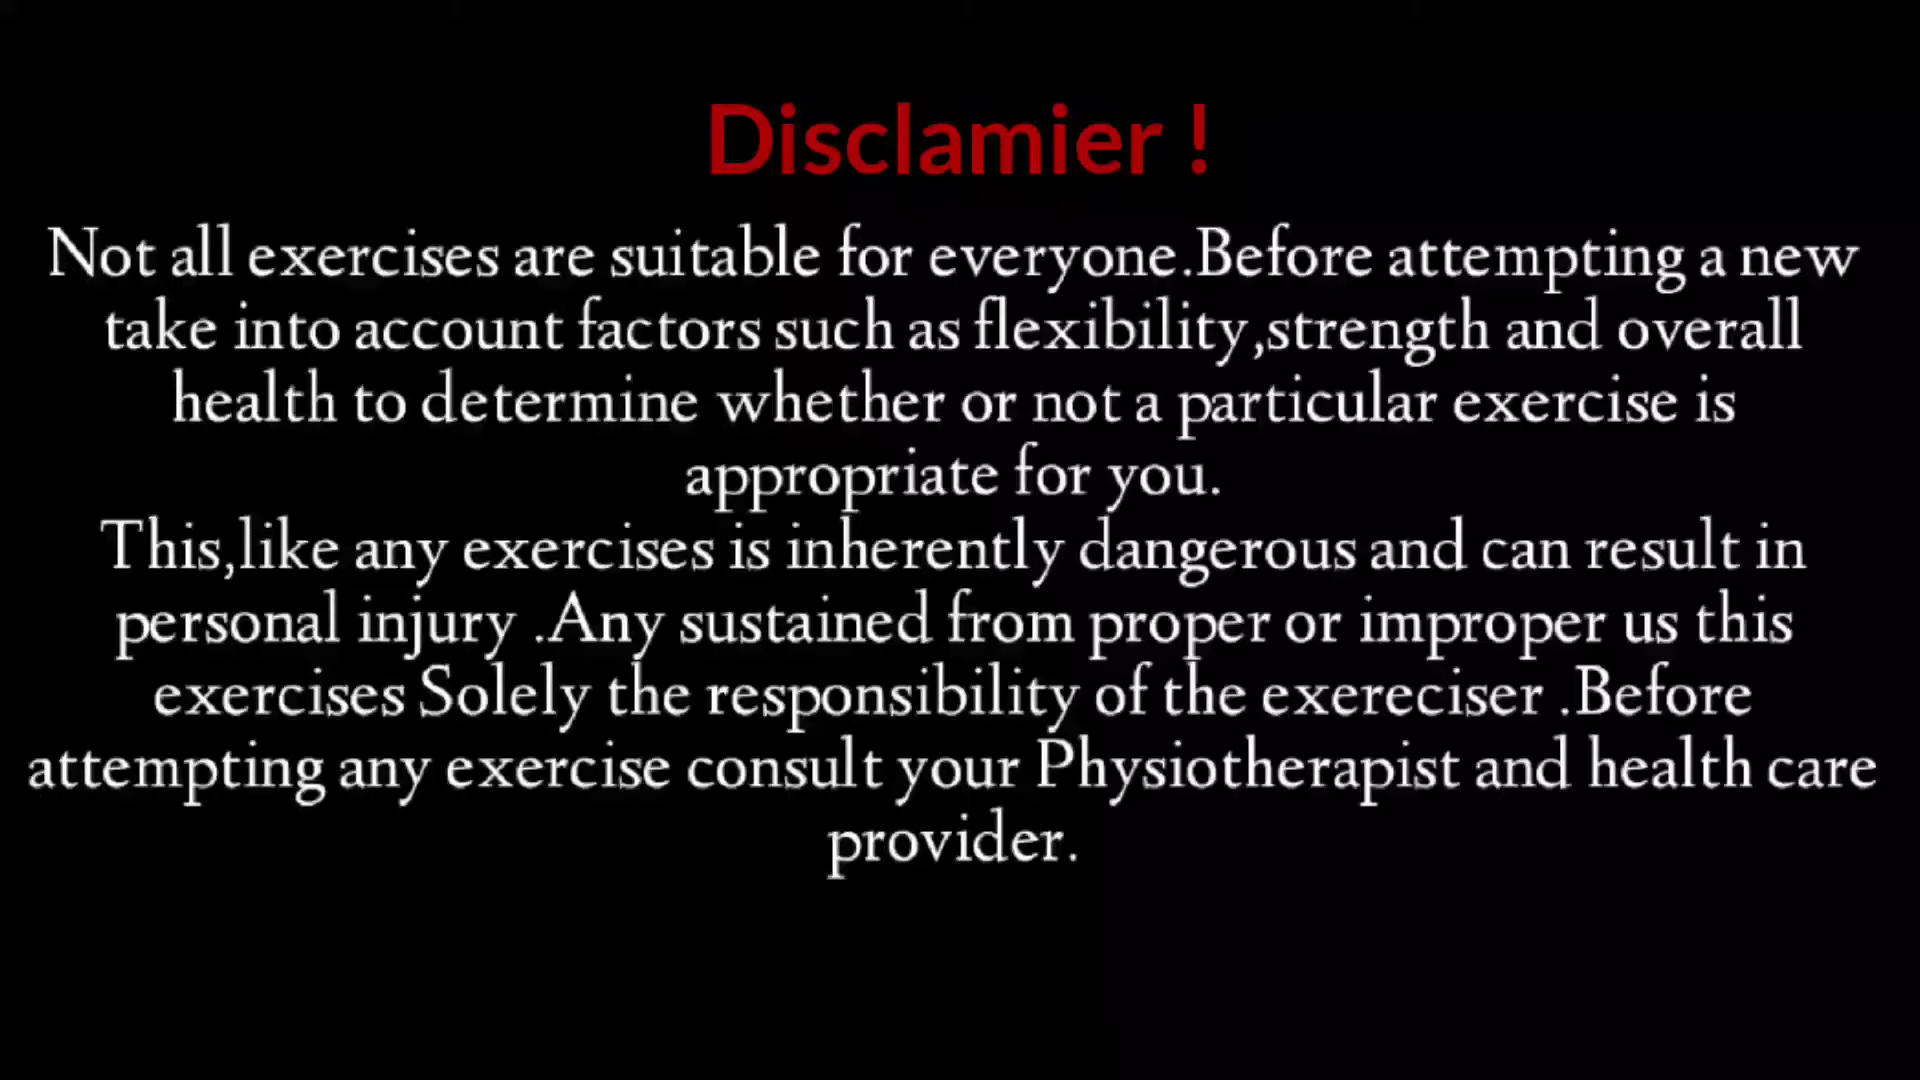 Disclamier !
Not all exercises are suitable for everyone.Before attempting a new
take into account factors such as flexibility,strength and overall
health to determine whether or not a particular exercise is
appropriate for you.
This,like any exercises is inherently dangerous and can result in
personal injury .Any sustained from proper or improper us this
exercises Solely the responsibility of the exereciser .Before
attempting any exercise consult your Physiotherapist and health care
provider.